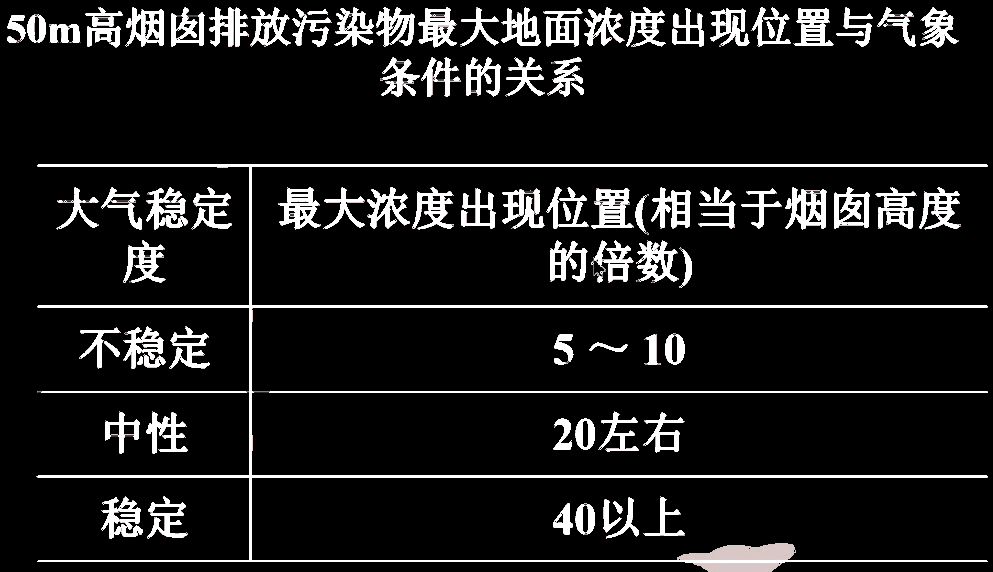 50m高烟囱排放污染物最大地面浓度出现位置与气象
条件的关系
大气稳定
度
最大浓度出现位置(相当于烟囱高度
的倍数)
不稳定
5～10
中性
20左右
稳定
40以上